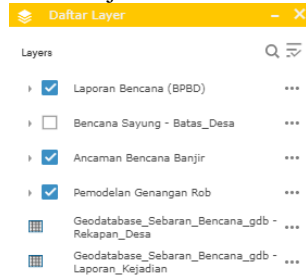 Daftar Layer
Layers
Laporan Bencana (BPBD)
Bencana Sayung - Batas_Desa
Ancaman Bencana Banjir
Pemodelan Genangan Rob
Geodatabase_Sebaran_Bencana_gdb -
Rekapan_Desa
Geodatabase_Sebaran_Bencana_gdb -
Laporan_Kejadian